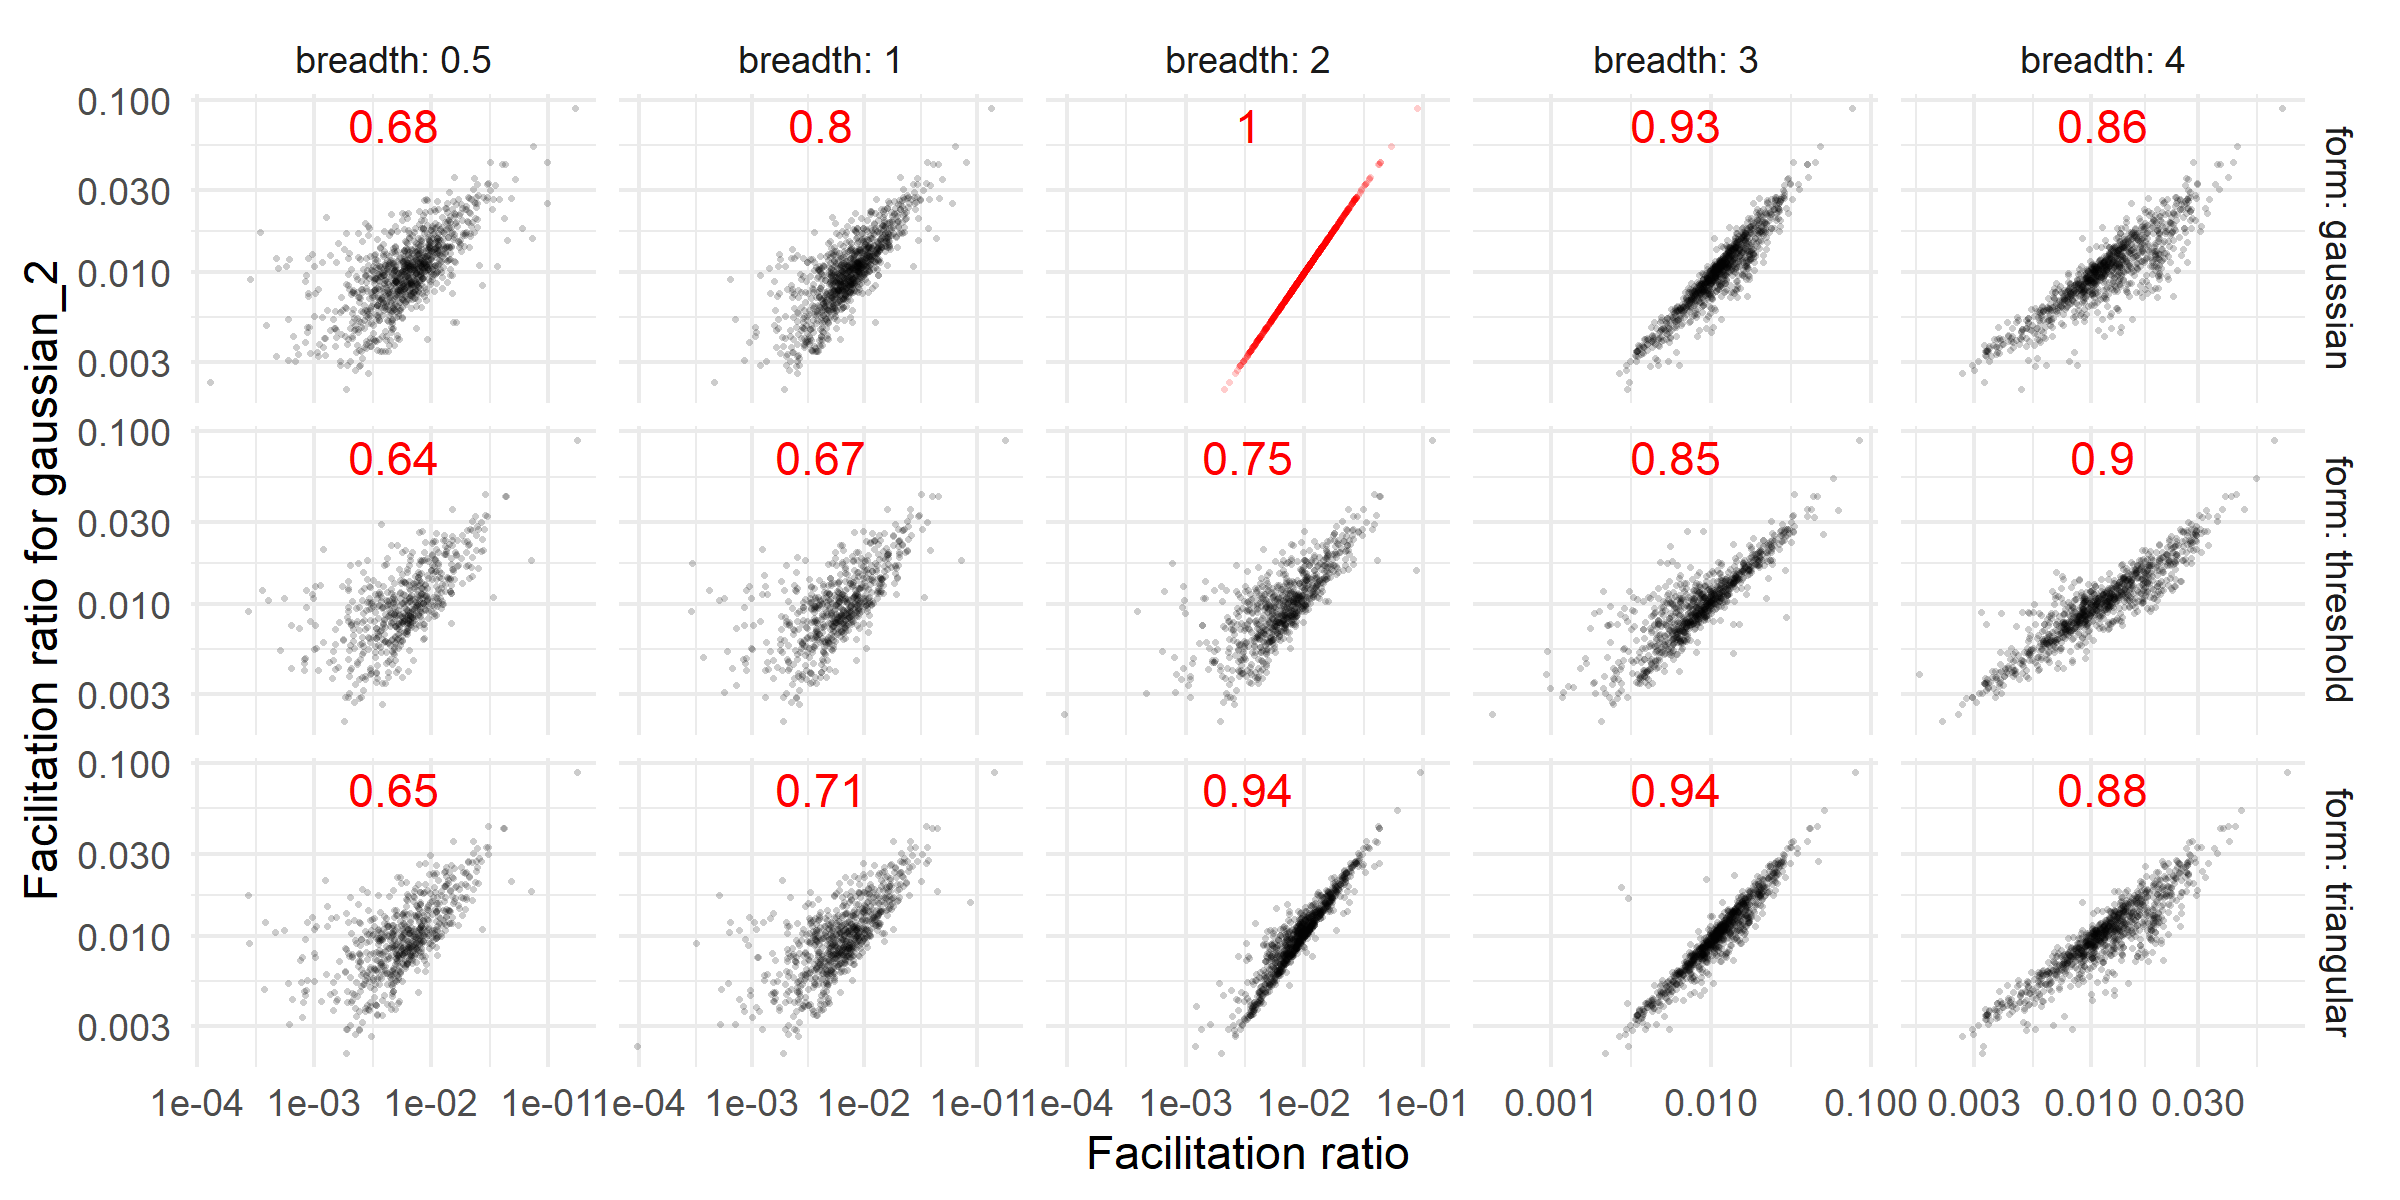 breadth: 0.5
breadth: 1
breadth: 2
breadth: 3
breadth: 4
0.100
0.030
0.010
0.003
0.68
0.8
1
0.93
0.86
form: gaussian
0.100
0.030
0.010
0.003
0.64
0.67
0.75
0.85
0.9
form: threshold
0.100
0.030
0.010
0.003
0.65
0.71
0.94
0.94
0.88
form: triangular
Facilitation ratio for gaussian_2
1e-04 1e-03 1e-02 1e-01
1e-04 1e-03 1e-02 1e-01
1e-04 1e-03 1e-02 1e-01
0.001 0.010 0.100
0.003 0.010 0.030
Facilitation ratio